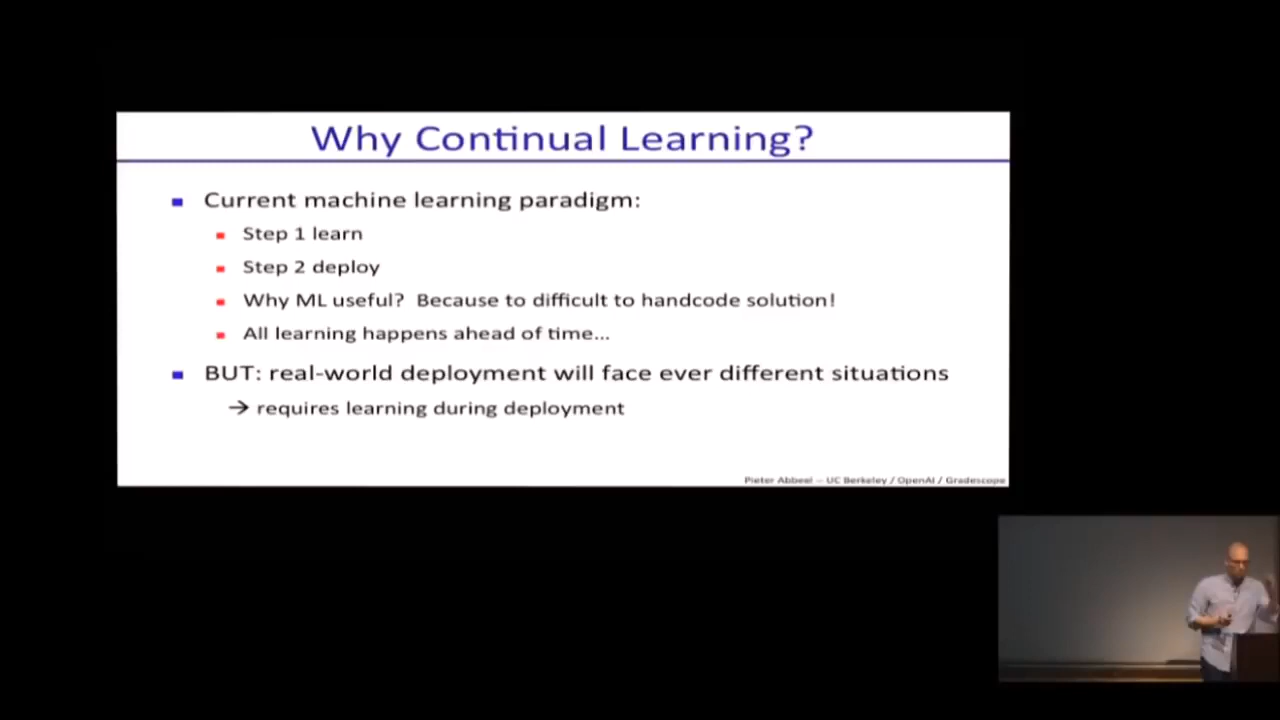 Why Continual Learning?
Current machine learning paradigm:
Step 1 learn
Step 2 deploy
Why ML useful? Because to difficult to handcode solution!
All learning happens ahead of time...
BUT: real-world deployment will face ever different situations
→ requires learning during deployment
Pieter Abbeel – UC Berkeley / OpenAI / Gradescope